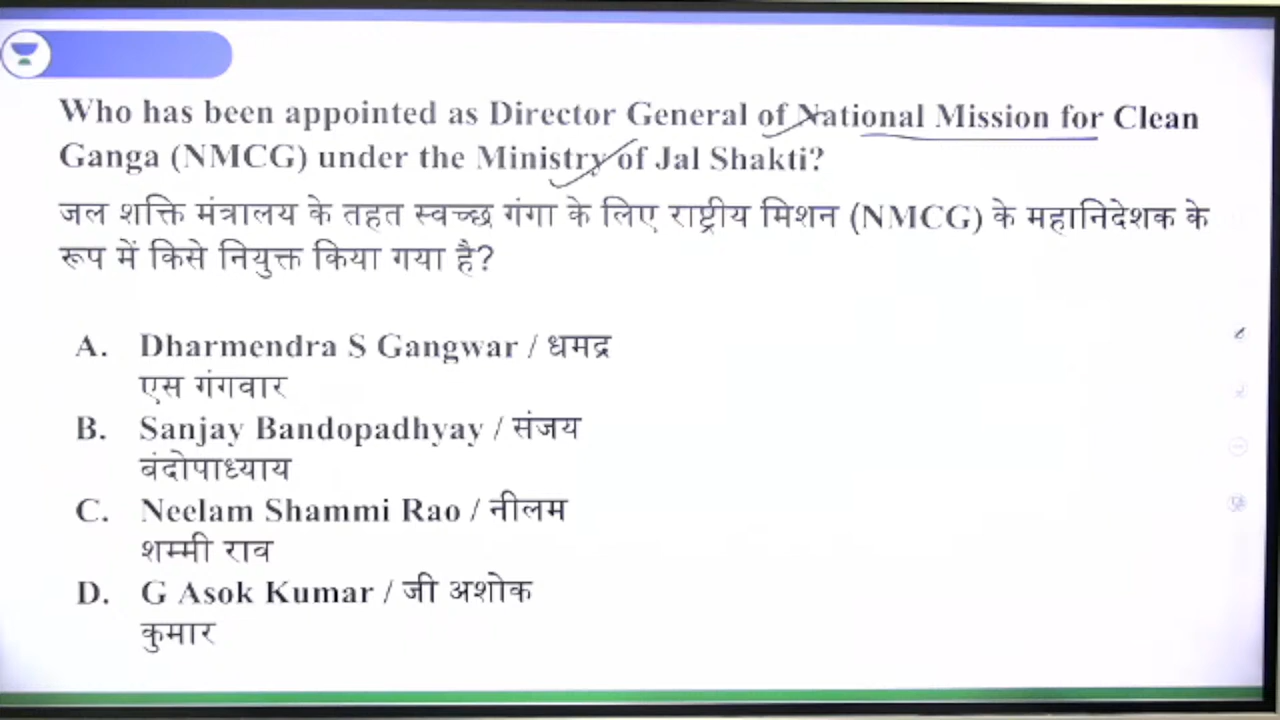 Who has been appointed as Director General of National Mission for Clean
Ganga (NMCG) under the Ministry of Jal Shakti?
जल शक्ति मंत्रालय के तहत स्वच्छ गंगा के लिए राष्ट्रीय मिशन (NMCG) के महानिदेशक के
रूप में किसे नियुक्त किया गया है?
A. Dharmendra S Gangwar / धमद्र
एस गंगवार
B. Sanjay Bandopadhyay / संजय
बंदोपाध्याय
C. Neelam Shammi Rao / नीलम
शम्मी राव
D. G Asok Kumar / जी अशोक
कुमार